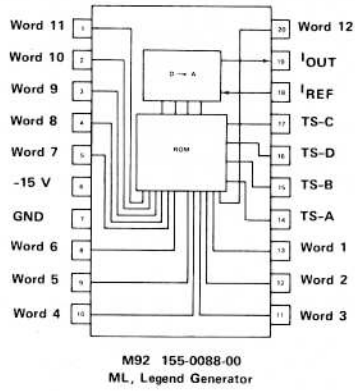 Word 11 1 20 Word 12
Word 10 2 19 IOUT
Word 9 3 18 IREF
Word 8 4 17 TS-C
Word 7 5 16 TS-D
-15 V 6 15 TS-B
GND 7 14 TS-A
Word 6 8 13 Word 1
Word 5 9 12 Word 2
Word 4 10 11 Word 3
D → A
ROM
M92 155-0088-00
ML, Legend Generator